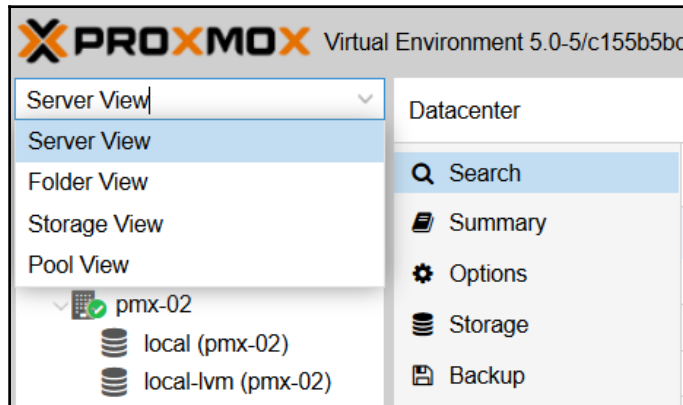 PROXMOX Virtual Environment 5.0-5/c155b5bc
Server View
Server View
Folder View
Storage View
Pool View
pmx-02
local (pmx-02)
local-lvm (pmx-02)
Datacenter
Search
Summary
Options
Storage
Backup